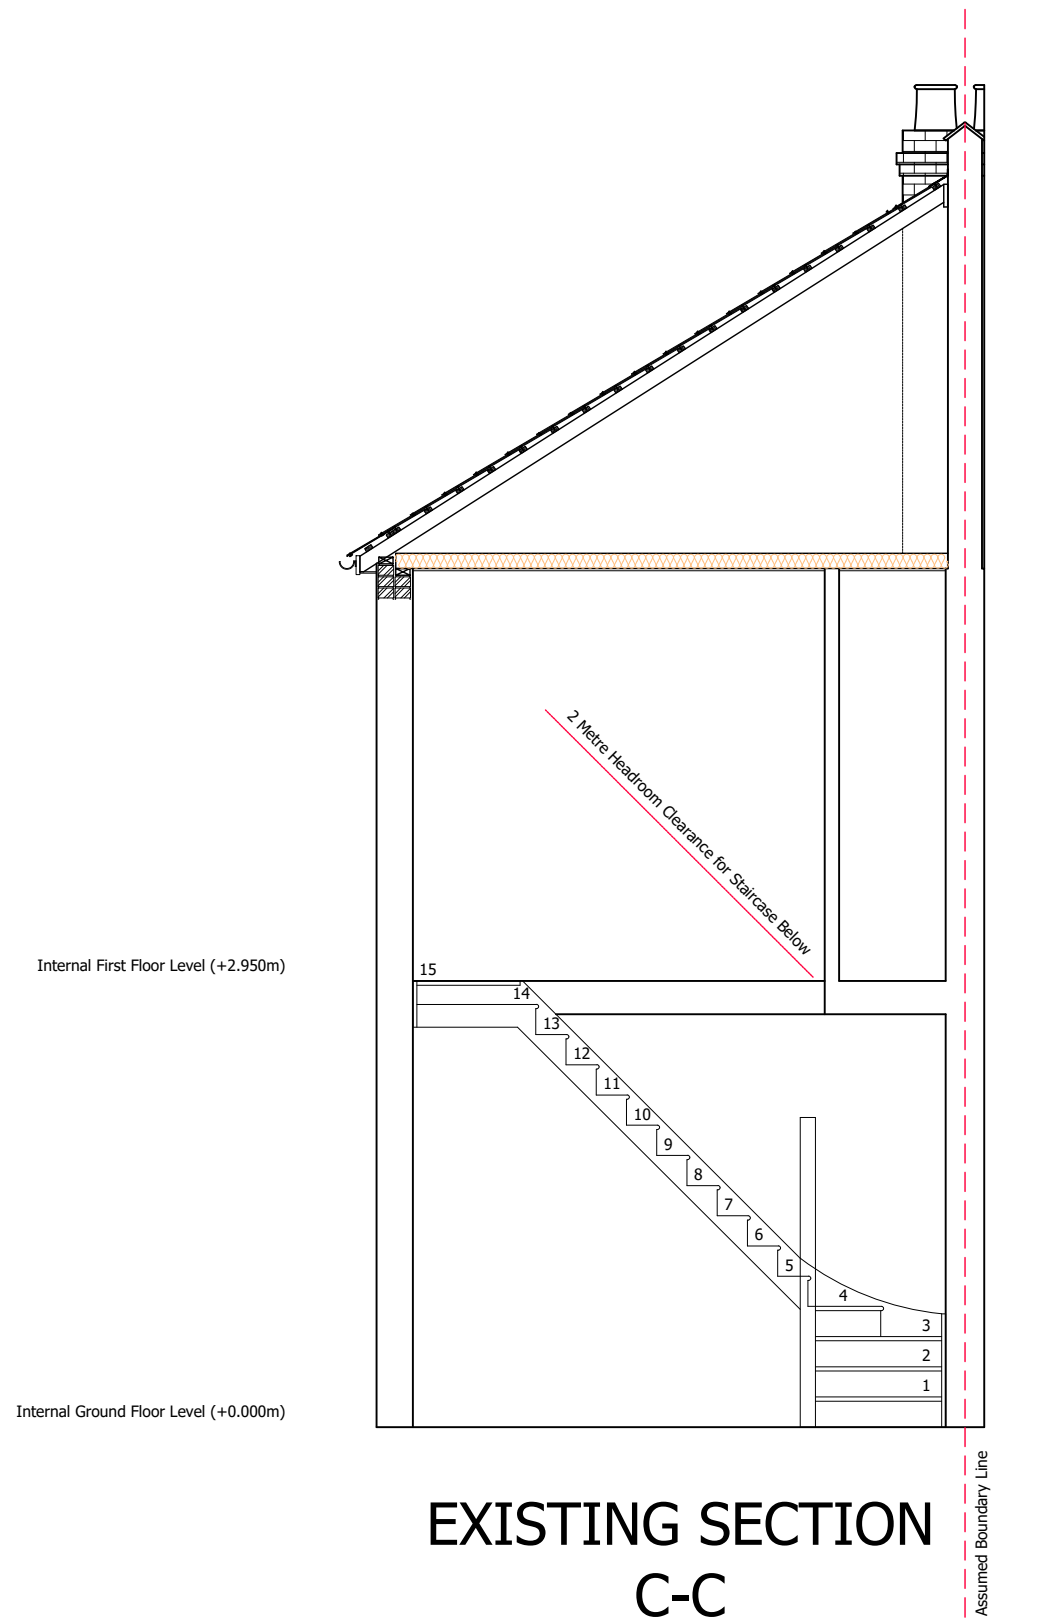 2 Metre Headroom Clearance for Staircase Below
Internal First Floor Level (+2.950m)
15
14
13
12
11
10
9
8
7
6
5
4
3
2
1
Internal Ground Floor Level (+0.000m)
Assumed Boundary Line
EXISTING SECTION
C-C